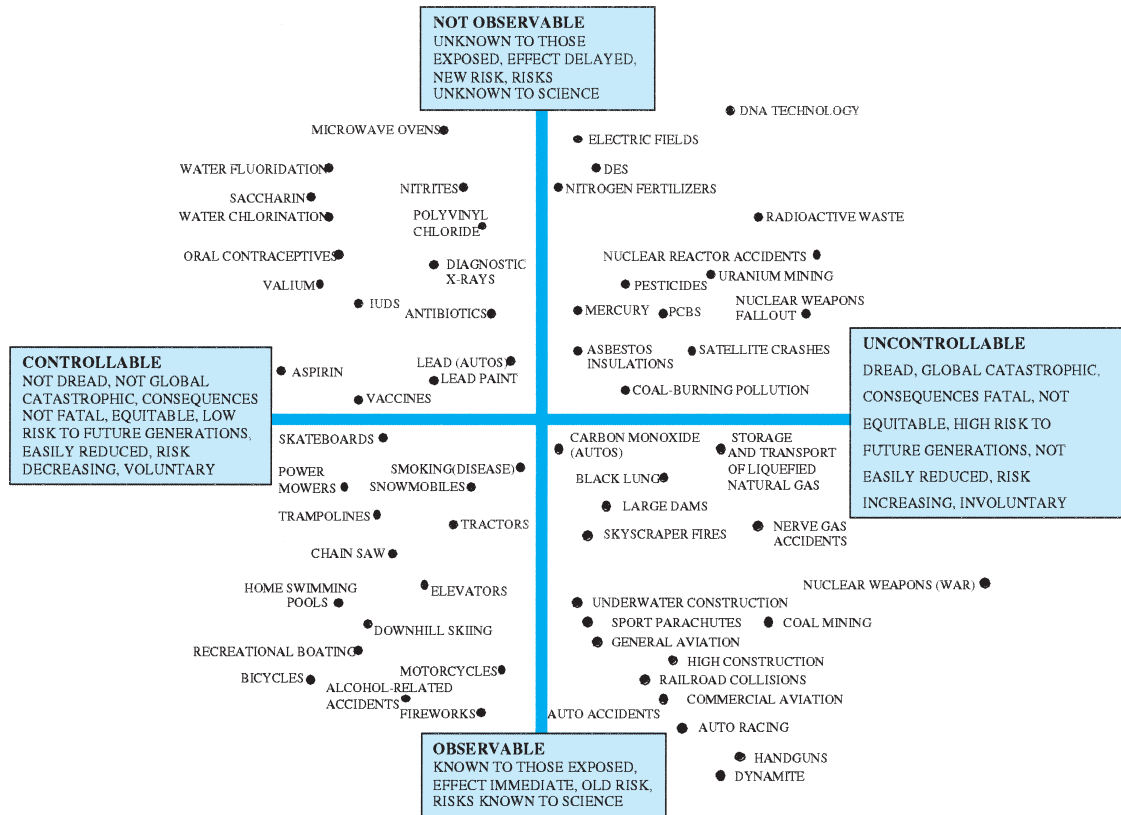 NOT OBSERVABLE
UNKNOWN TO THOSE
EXPOSED, EFFECT DELAYED,
NEW RISK, RISKS
UNKNOWN TO SCIENCE
MICROWAVE OVENS
WATER FLUORIDATION
NITRITES
SACCHARIN
WATER CHLORINATION
POLYVINYL
CHLORIDE
ORAL CONTRACEPTIVES
DIAGNOSTIC
X-RAYS
VALIUM
IUDS
ANTIBIOTICS
LEAD (AUTOS)
ASPIRIN
LEAD PAINT
VACCINES
DNA TECHNOLOGY
ELECTRIC FIELDS
DES
NITROGEN FERTILIZERS
RADIOACTIVE WASTE
NUCLEAR REACTOR ACCIDENTS
URANIUM MINING
PESTICIDES
NUCLEAR WEAPONS
FALLOUT
MERCURY
PCBS
ASBESTOS
INSULATIONS
SATELLITE CRASHES
COAL-BURNING POLLUTION
CONTROLLABLE
NOT DREAD, NOT GLOBAL
CATASTROPHIC, CONSEQUENCES
NOT FATAL, EQUITABLE, LOW
RISK TO FUTURE GENERATIONS,
EASILY REDUCED, RISK
DECREASING, VOLUNTARY
UNCONTROLLABLE
DREAD, GLOBAL CATASTROPHIC,
CONSEQUENCES FATAL, NOT
EQUITABLE, HIGH RISK TO
FUTURE GENERATIONS, NOT
EASILY REDUCED, RISK
INCREASING, INVOLUNTARY
SKATEBOARDS
SMOKING(DISEASE)
POWER
MOWERS
SNOWMOBILES
TRAMPOLINES
TRACTORS
CHAIN SAW
ELEVATORS
HOME SWIMMING
POOLS
DOWNHILL SKIING
RECREATIONAL BOATING
MOTORCYCLES
BICYCLES
ALCOHOL-RELATED
ACCIDENTS
FIREWORKS
CARBON MONOXIDE
(AUTOS)
STORAGE
AND TRANSPORT
OF LIQUEFIED
NATURAL GAS
BLACK LUNG
LARGE DAMS
SKYSCRAPER FIRES
NERVE GAS
ACCIDENTS
NUCLEAR WEAPONS (WAR)
UNDERWATER CONSTRUCTION
SPORT PARACHUTES
COAL MINING
GENERAL AVIATION
HIGH CONSTRUCTION
RAILROAD COLLISIONS
COMMERCIAL AVIATION
AUTO ACCIDENTS
AUTO RACING
HANDGUNS
DYNAMITE
OBSERVABLE
KNOWN TO THOSE EXPOSED,
EFFECT IMMEDIATE, OLD RISK,
RISKS KNOWN TO SCIENCE